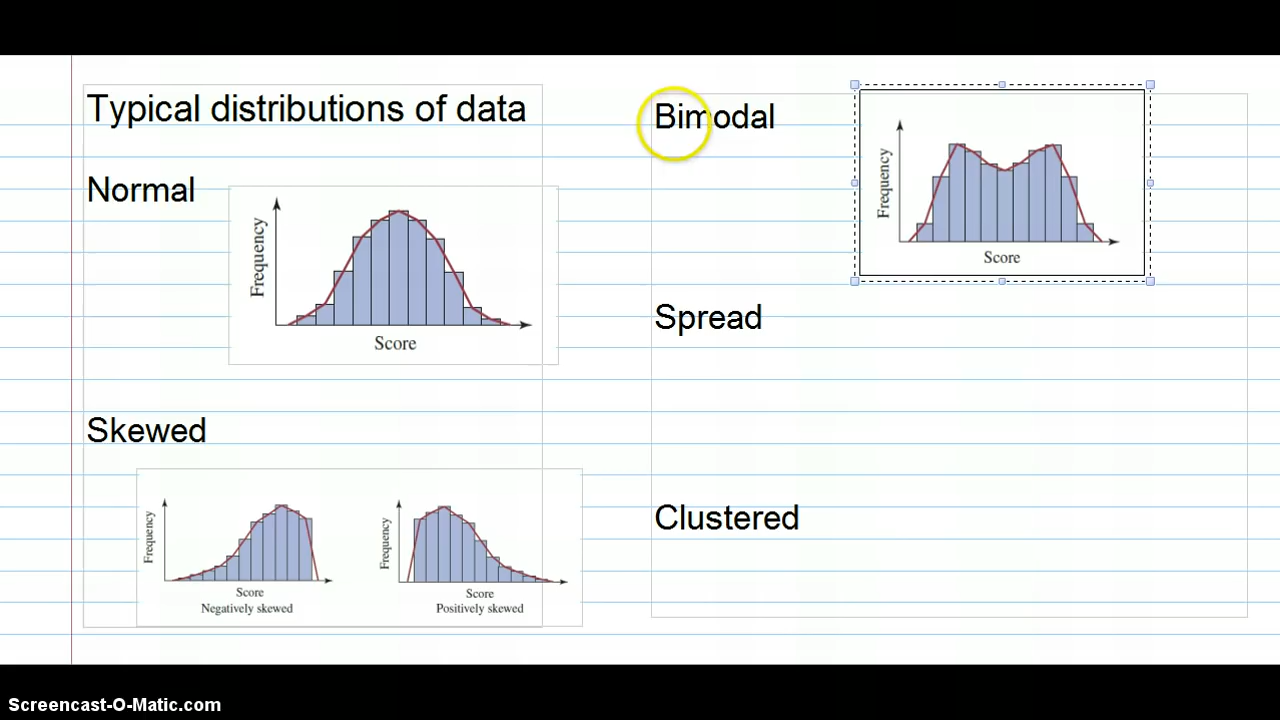 Typical distributions of data
Normal
Frequency
Score
Skewed
Frequency
Score
Negatively skewed
Frequency
Score
Positively skewed
Bimodal
Frequency
Score
Spread
Clustered
Screencast-O-Matic.com